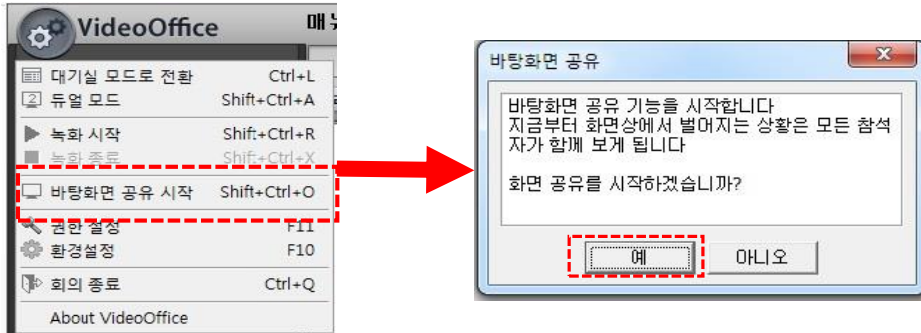 VideoOffice
매
대기실 모드로 전환 Ctrl+L
듀얼 모드 Shift+Ctrl+A
녹화 시작 Shift+Ctrl+R
녹화 종료 Shift+Ctrl+X
바탕화면 공유 시작 Shift+Ctrl+O
권한 설정 F11
환경설정 F10
회의 종료 Ctrl+Q
About VideoOffice
바탕화면 공유
바탕화면 공유 기능을 시작합니다
지금부터 화면상에서 벌어지는 상황은 모든 참석
자가 함께 보게 됩니다
화면 공유를 시작하겠습니까?
예 아니오